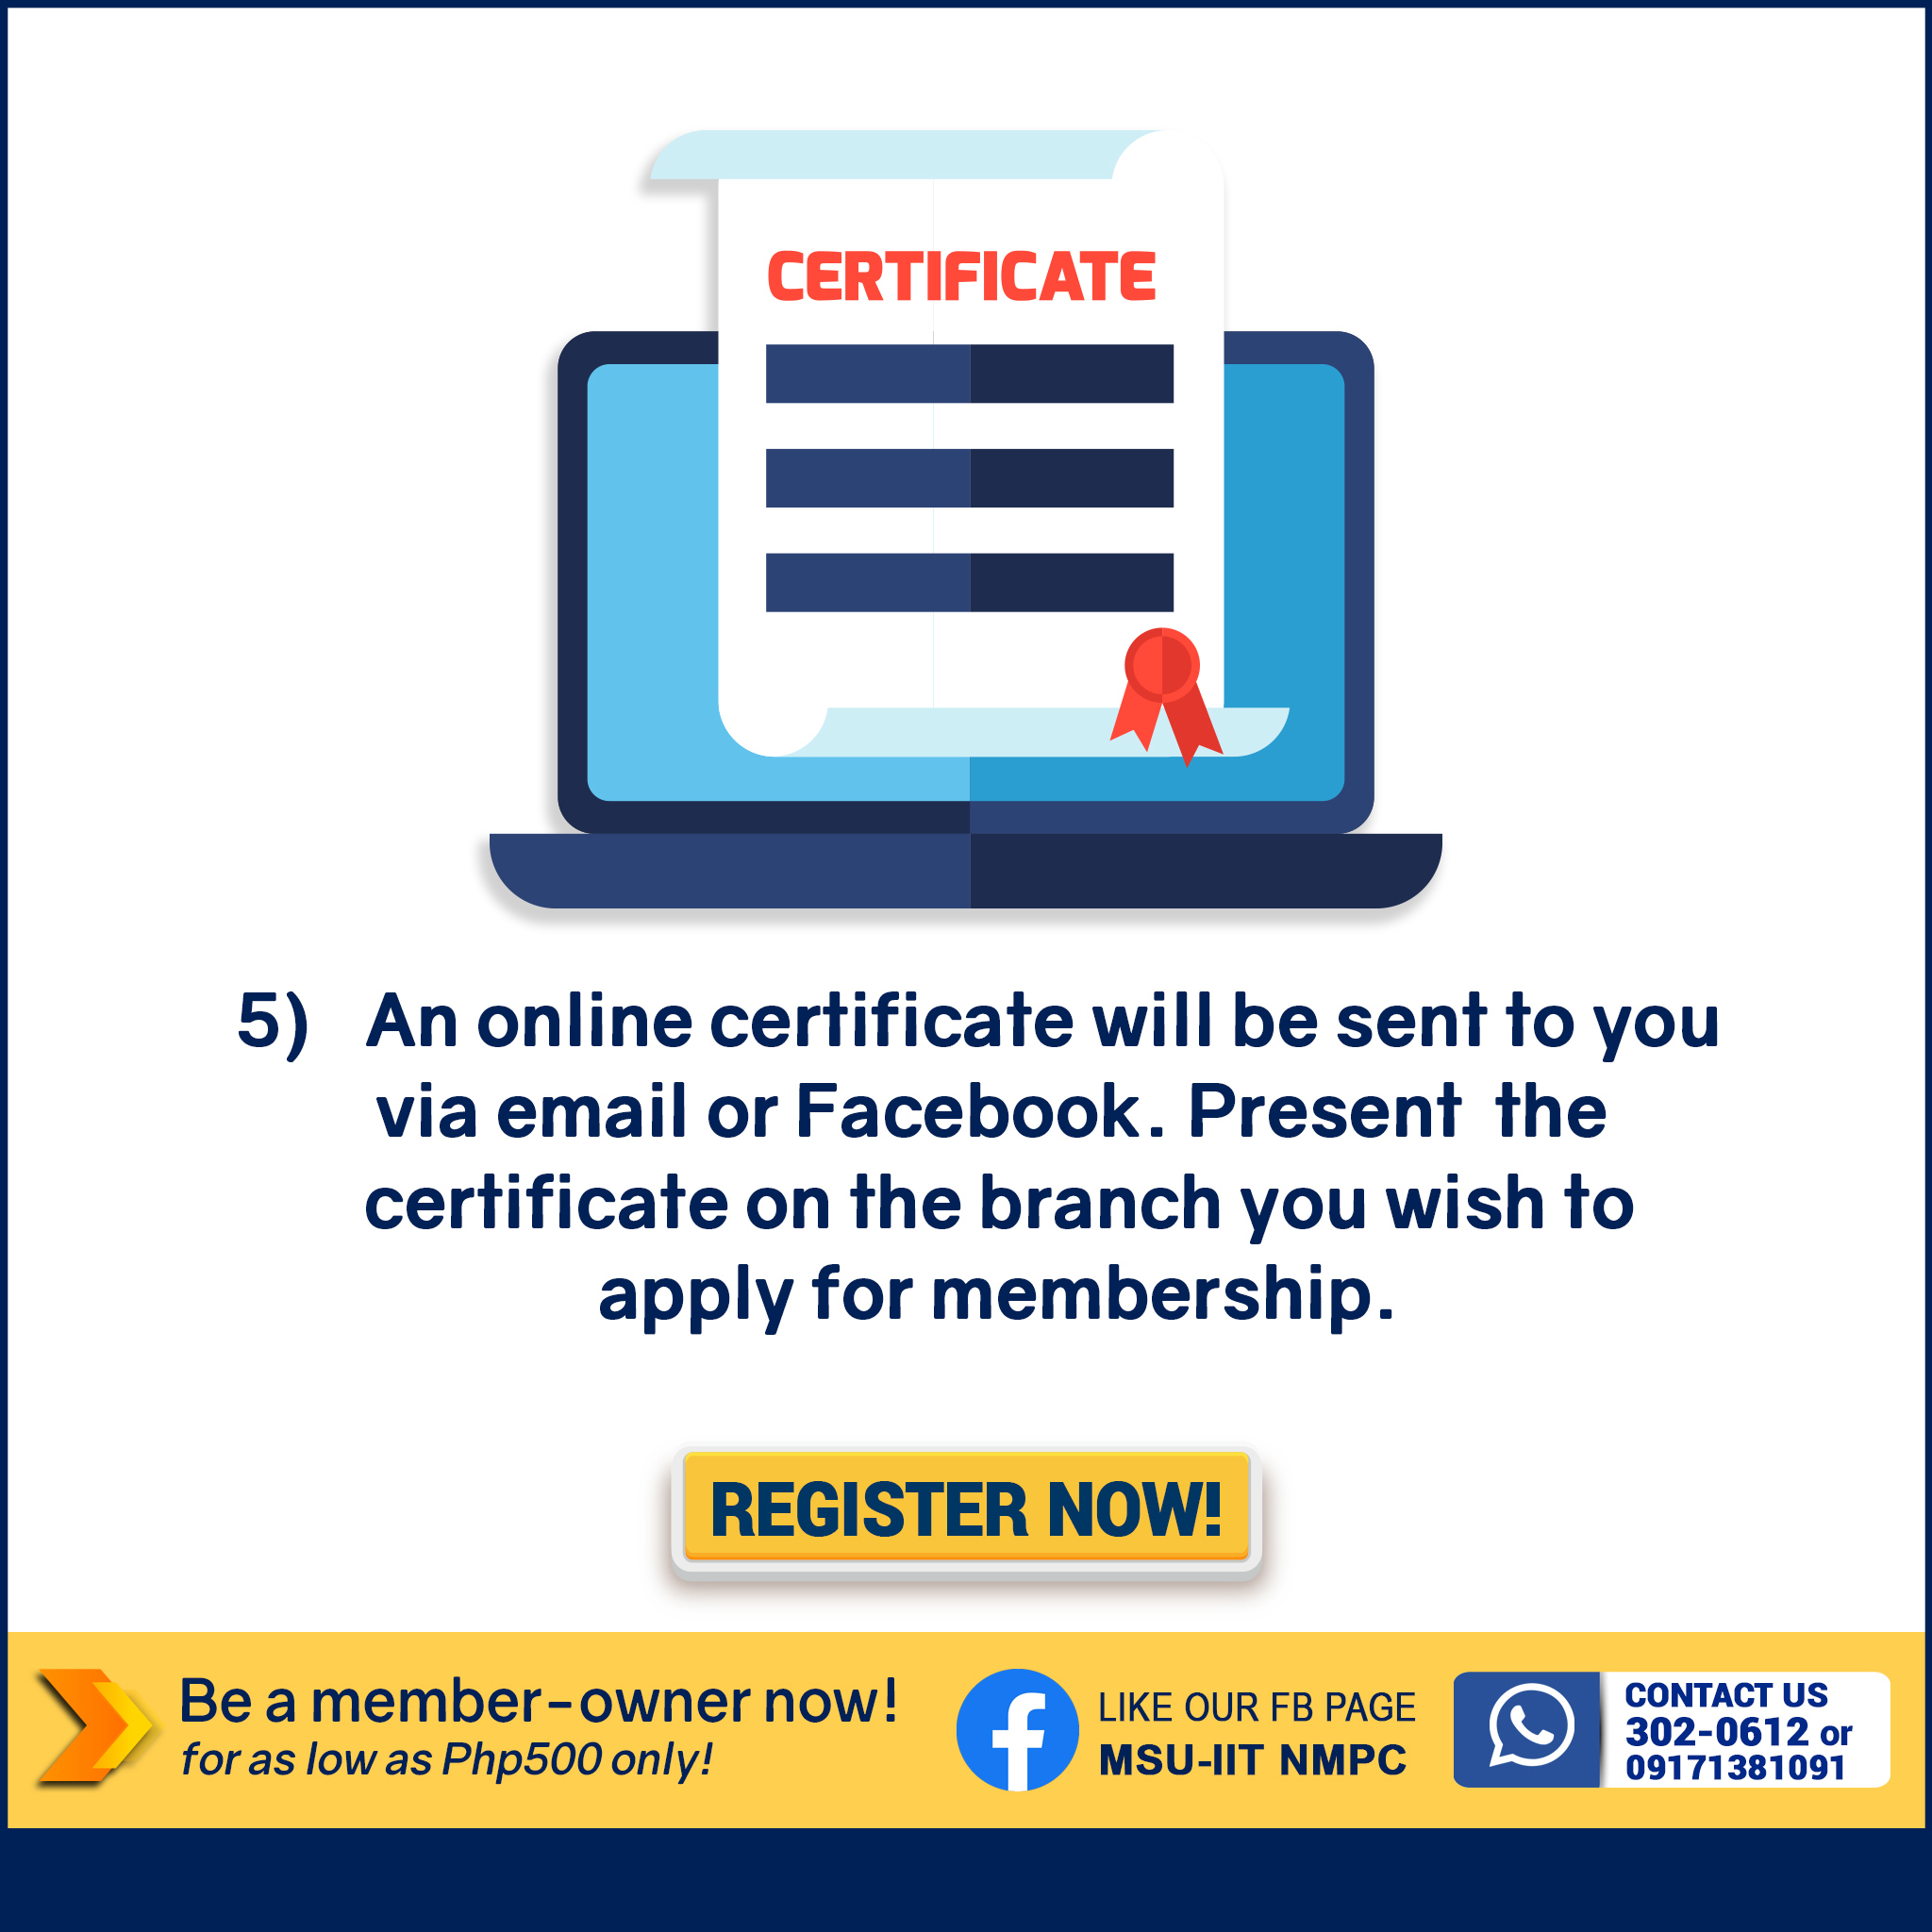 CERTIFICATE
5) An online certificate will be sent to you
via email or Facebook. Present the
certificate on the branch you wish to
apply for membership.
REGISTER NOW!
Be a member-owner now!
for as low as Php500 only!
LIKE OUR FB PAGE
MSU-IIT NMPC
CONTACT US
302-0612 or
09171381091